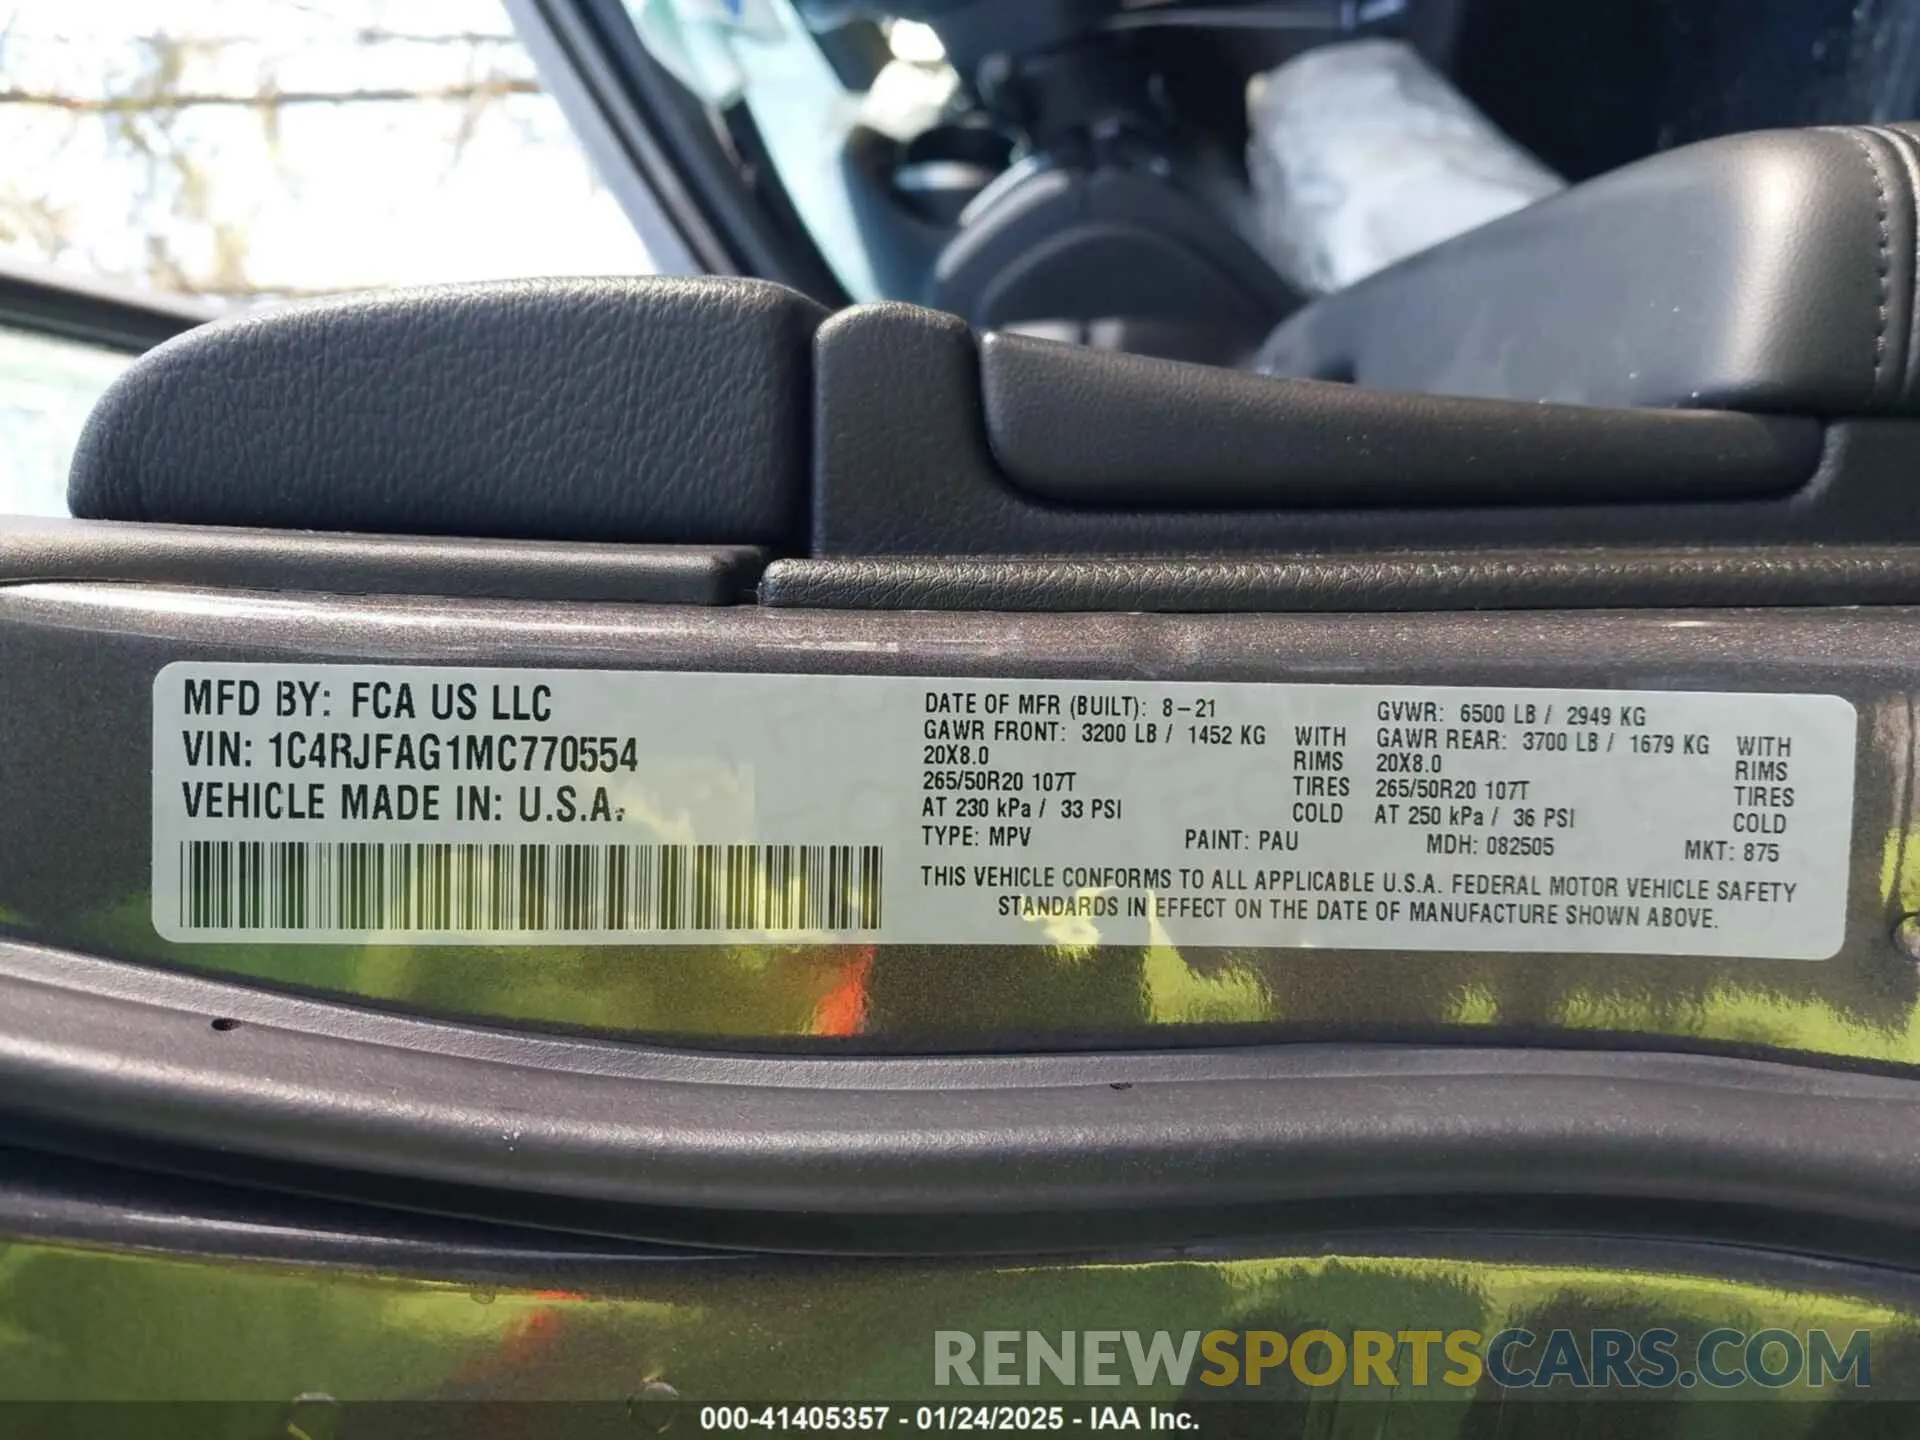 MFD BY: FCA US LLC
VIN: 1C4RJFAG1MC770554
VEHICLE MADE IN: U.S.A.
DATE OF MFR (BUILT): 8-21
GAWR FRONT: 3200 LB / 1452 KG WITH
20X8.0 RIMS
265/50R20 107T TIRES
AT 230 kPa / 33 PSI COLD
GVWR: 6500 LB / 2949 KG
GAWR REAR: 3700 LB / 1679 KG WITH
20X8.0 RIMS
265/50R20 107T TIRES
AT 250 kPa / 36 PSI COLD
TYPE: MPV PAINT: PAU MDH: 082505 MKT: 875
THIS VEHICLE CONFORMS TO ALL APPLICABLE U.S.A. FEDERAL MOTOR VEHICLE SAFETY
STANDARDS IN EFFECT ON THE DATE OF MANUFACTURE SHOWN ABOVE.
RENEWSPORTSCARS.COM
000-41405357 - 01/24/2025 - IAA Inc.